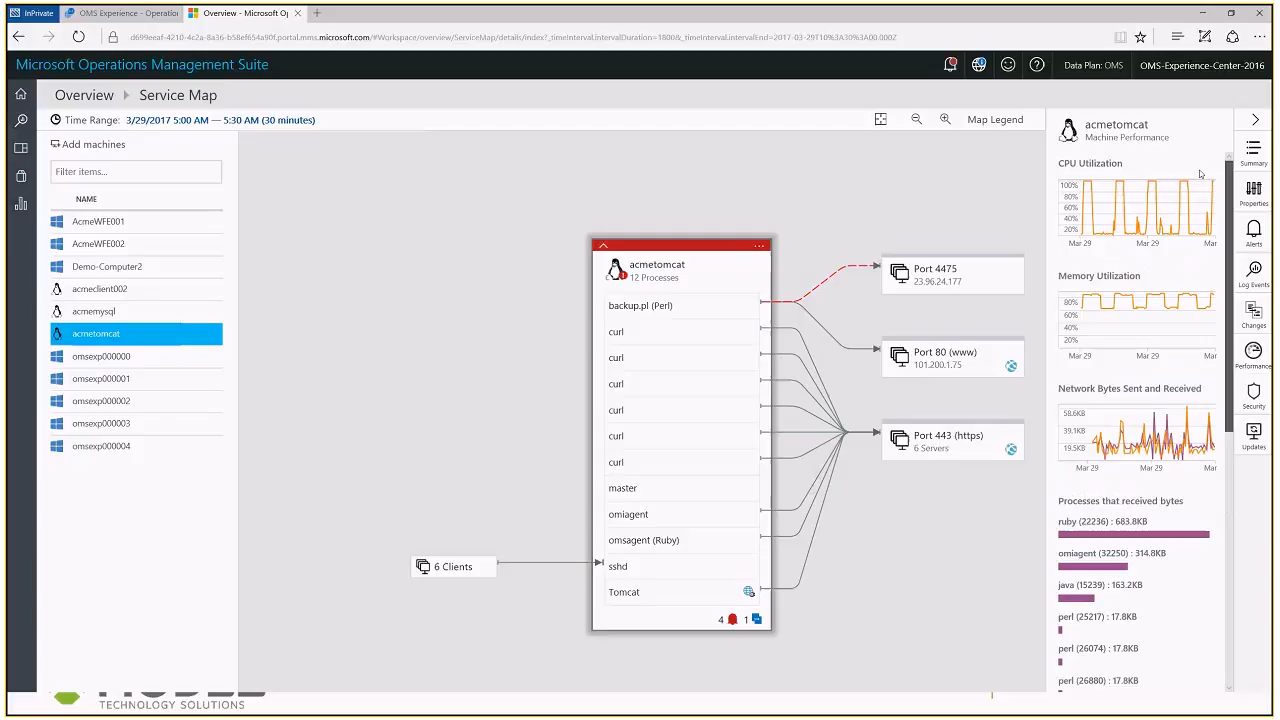 InPrivate
OMS Experience - Operation
Overview - Microsoft Op
d699eeaf-4210-4c2a-8a36-b58ef654a90f.portal.mms.microsoft.com/#Workspace/overview/ServiceMap/details/index?_timeInterval.intervalDuration=1800&_timeInterval.intervalEnd=2017-03-29T10%3A30%3A00.000Z
Microsoft Operations Management Suite
Data Plan: OMS
OMS-Experience-Center-2016
Overview
Service Map
Time Range: 3/29/2017 5:00 AM — 5:30 AM (30 minutes)
Map Legend
Add machines
Filter items...
NAME
AcmeWFE001
AcmeWFE002
Demo-Computer2
acmeclient002
acmemysql
acmetomcat
omsexp000000
omsexp000001
omsexp000002
omsexp000003
omsexp000004
6 Clients
acmetomcat
12 Processes
backup.pl (Perl)
curl
curl
curl
curl
curl
curl
master
omiagent
omsagent (Ruby)
sshd
Tomcat
4
1
Port 4475
23.96.24.177
Port 80 (www)
101.200.1.75
Port 443 (https)
6 Servers
acmetomcat
Machine Performance
CPU Utilization
100%
80%
60%
40%
20%
Mar 29
Mar 29
Mar
Memory Utilization
80%
60%
40%
20%
Mar 29
Mar 29
Mar
Network Bytes Sent and Received
58.6KB
39.1KB
19.5KB
Mar 29
Mar 29
Mar
Processes that received bytes
ruby (22236) : 683.8KB
omiagent (32250) : 314.8KB
java (15239) : 163.2KB
perl (25217) : 17.8KB
perl (26074) : 17.8KB
perl (26880) : 17.8KB
Summary
Properties
Alerts
Log Events
Changes
Performance
Security
Updates
TECHNOLOGY SOLUTIONS